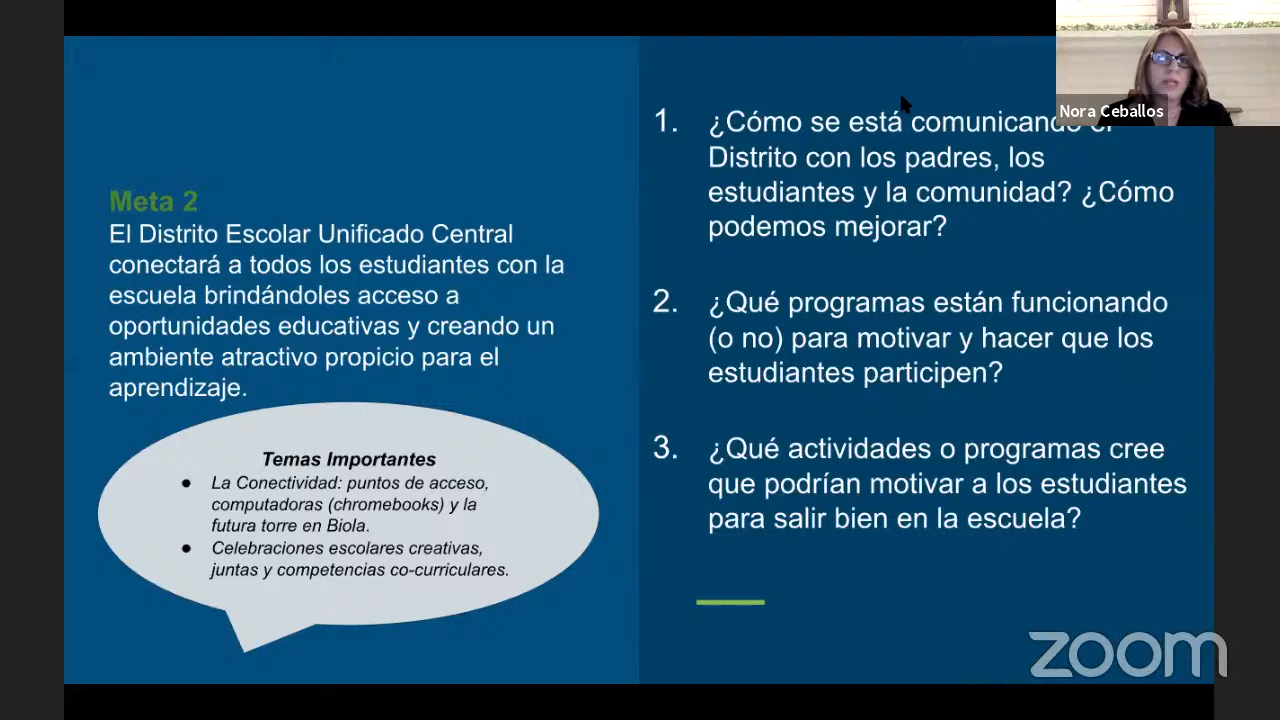 Meta 2
El Distrito Escolar Unificado Central
conectará a todos los estudiantes con la
escuela brindándoles acceso a
oportunidades educativas y creando un
ambiente atractivo propicio para el
aprendizaje.
Temas Importantes
● La Conectividad: puntos de acceso,
computadoras (chromebooks) y la
futura torre en Biola.
● Celebraciones escolares creativas,
juntas y competencias co-curriculares.
1. ¿Cómo se está comunicando el
Distrito con los padres, los
estudiantes y la comunidad? ¿Cómo
podemos mejorar?
2. ¿Qué programas están funcionando
(o no) para motivar y hacer que los
estudiantes participen?
3. ¿Qué actividades o programas cree
que podrían motivar a los estudiantes
para salir bien en la escuela?
Nora Ceballos
zoom